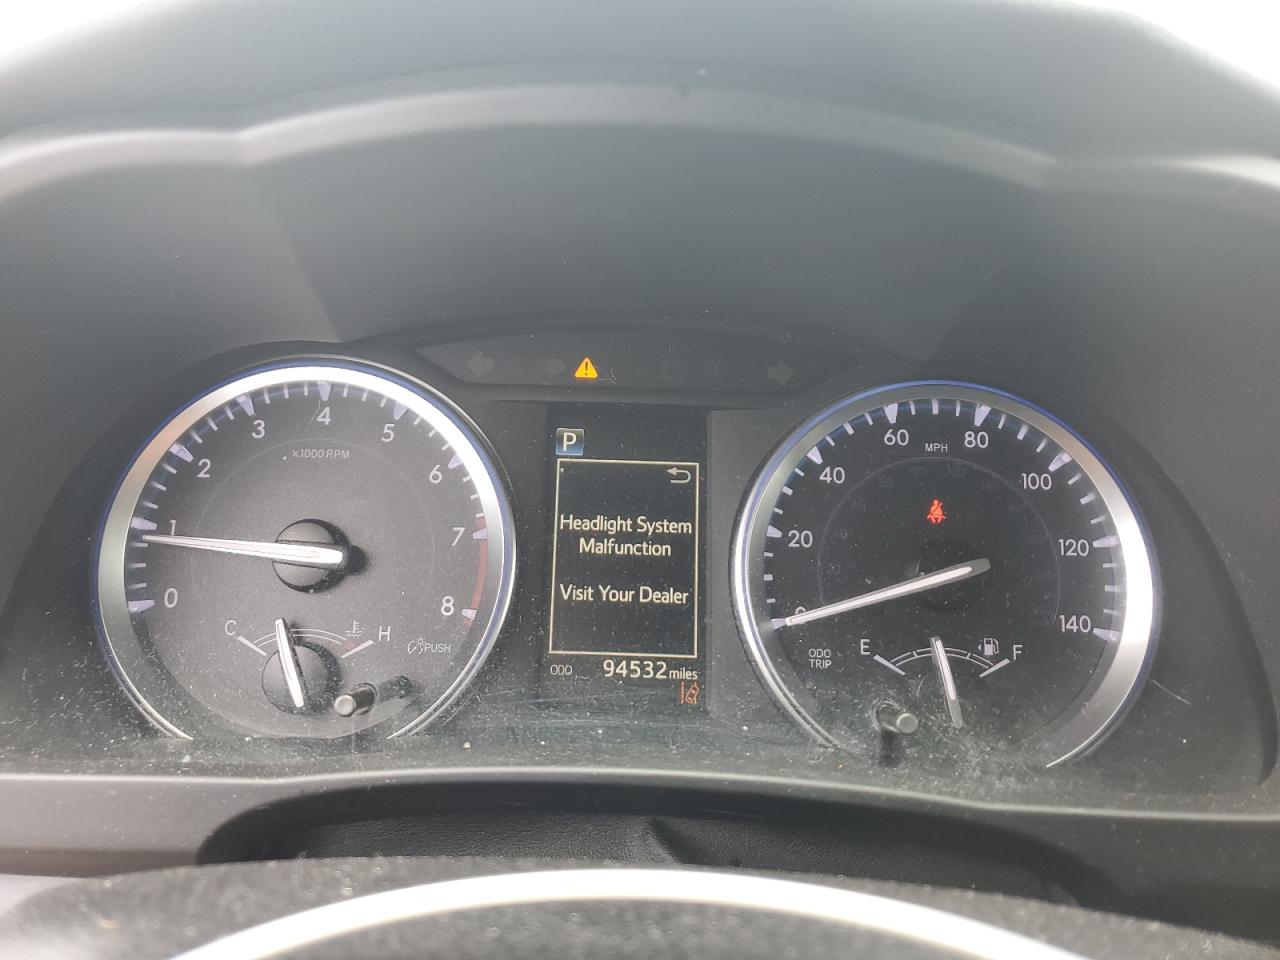 0
1
2
3
4
5
6
7
8
x1000 RPM
C
H
PUSH
P
Headlight System
Malfunction
Visit Your Dealer
ODO 94532 miles
0
20
40
60
80
100
120
140
MPH
ODO
TRIP
E
F